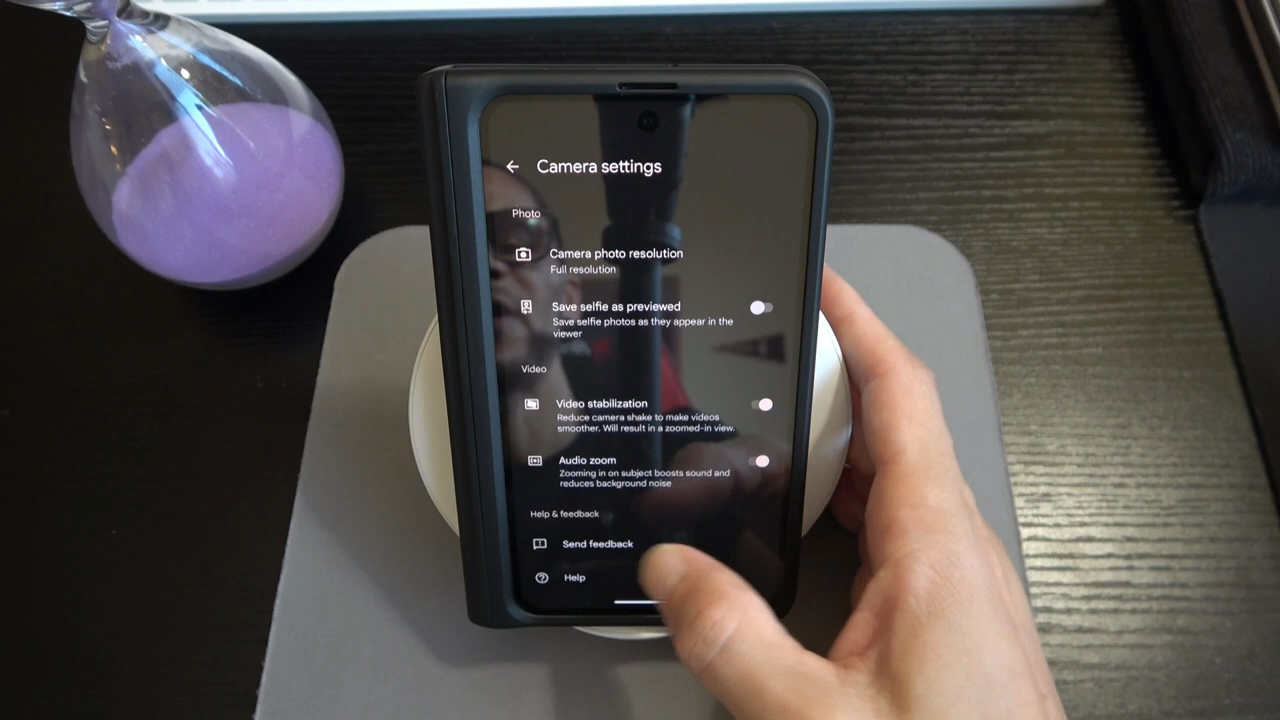 Camera settings
Photo
Camera photo resolution
Full resolution
Save selfie as previewed
Save selfie photos as they appear in the
viewer
Video
Video stabilization
Reduce camera shake to make videos
smoother. Will result in a zoomed-in view.
Audio zoom
Zooming in on subject boosts sound and
reduces background noise
Help & feedback
Send feedback
Help